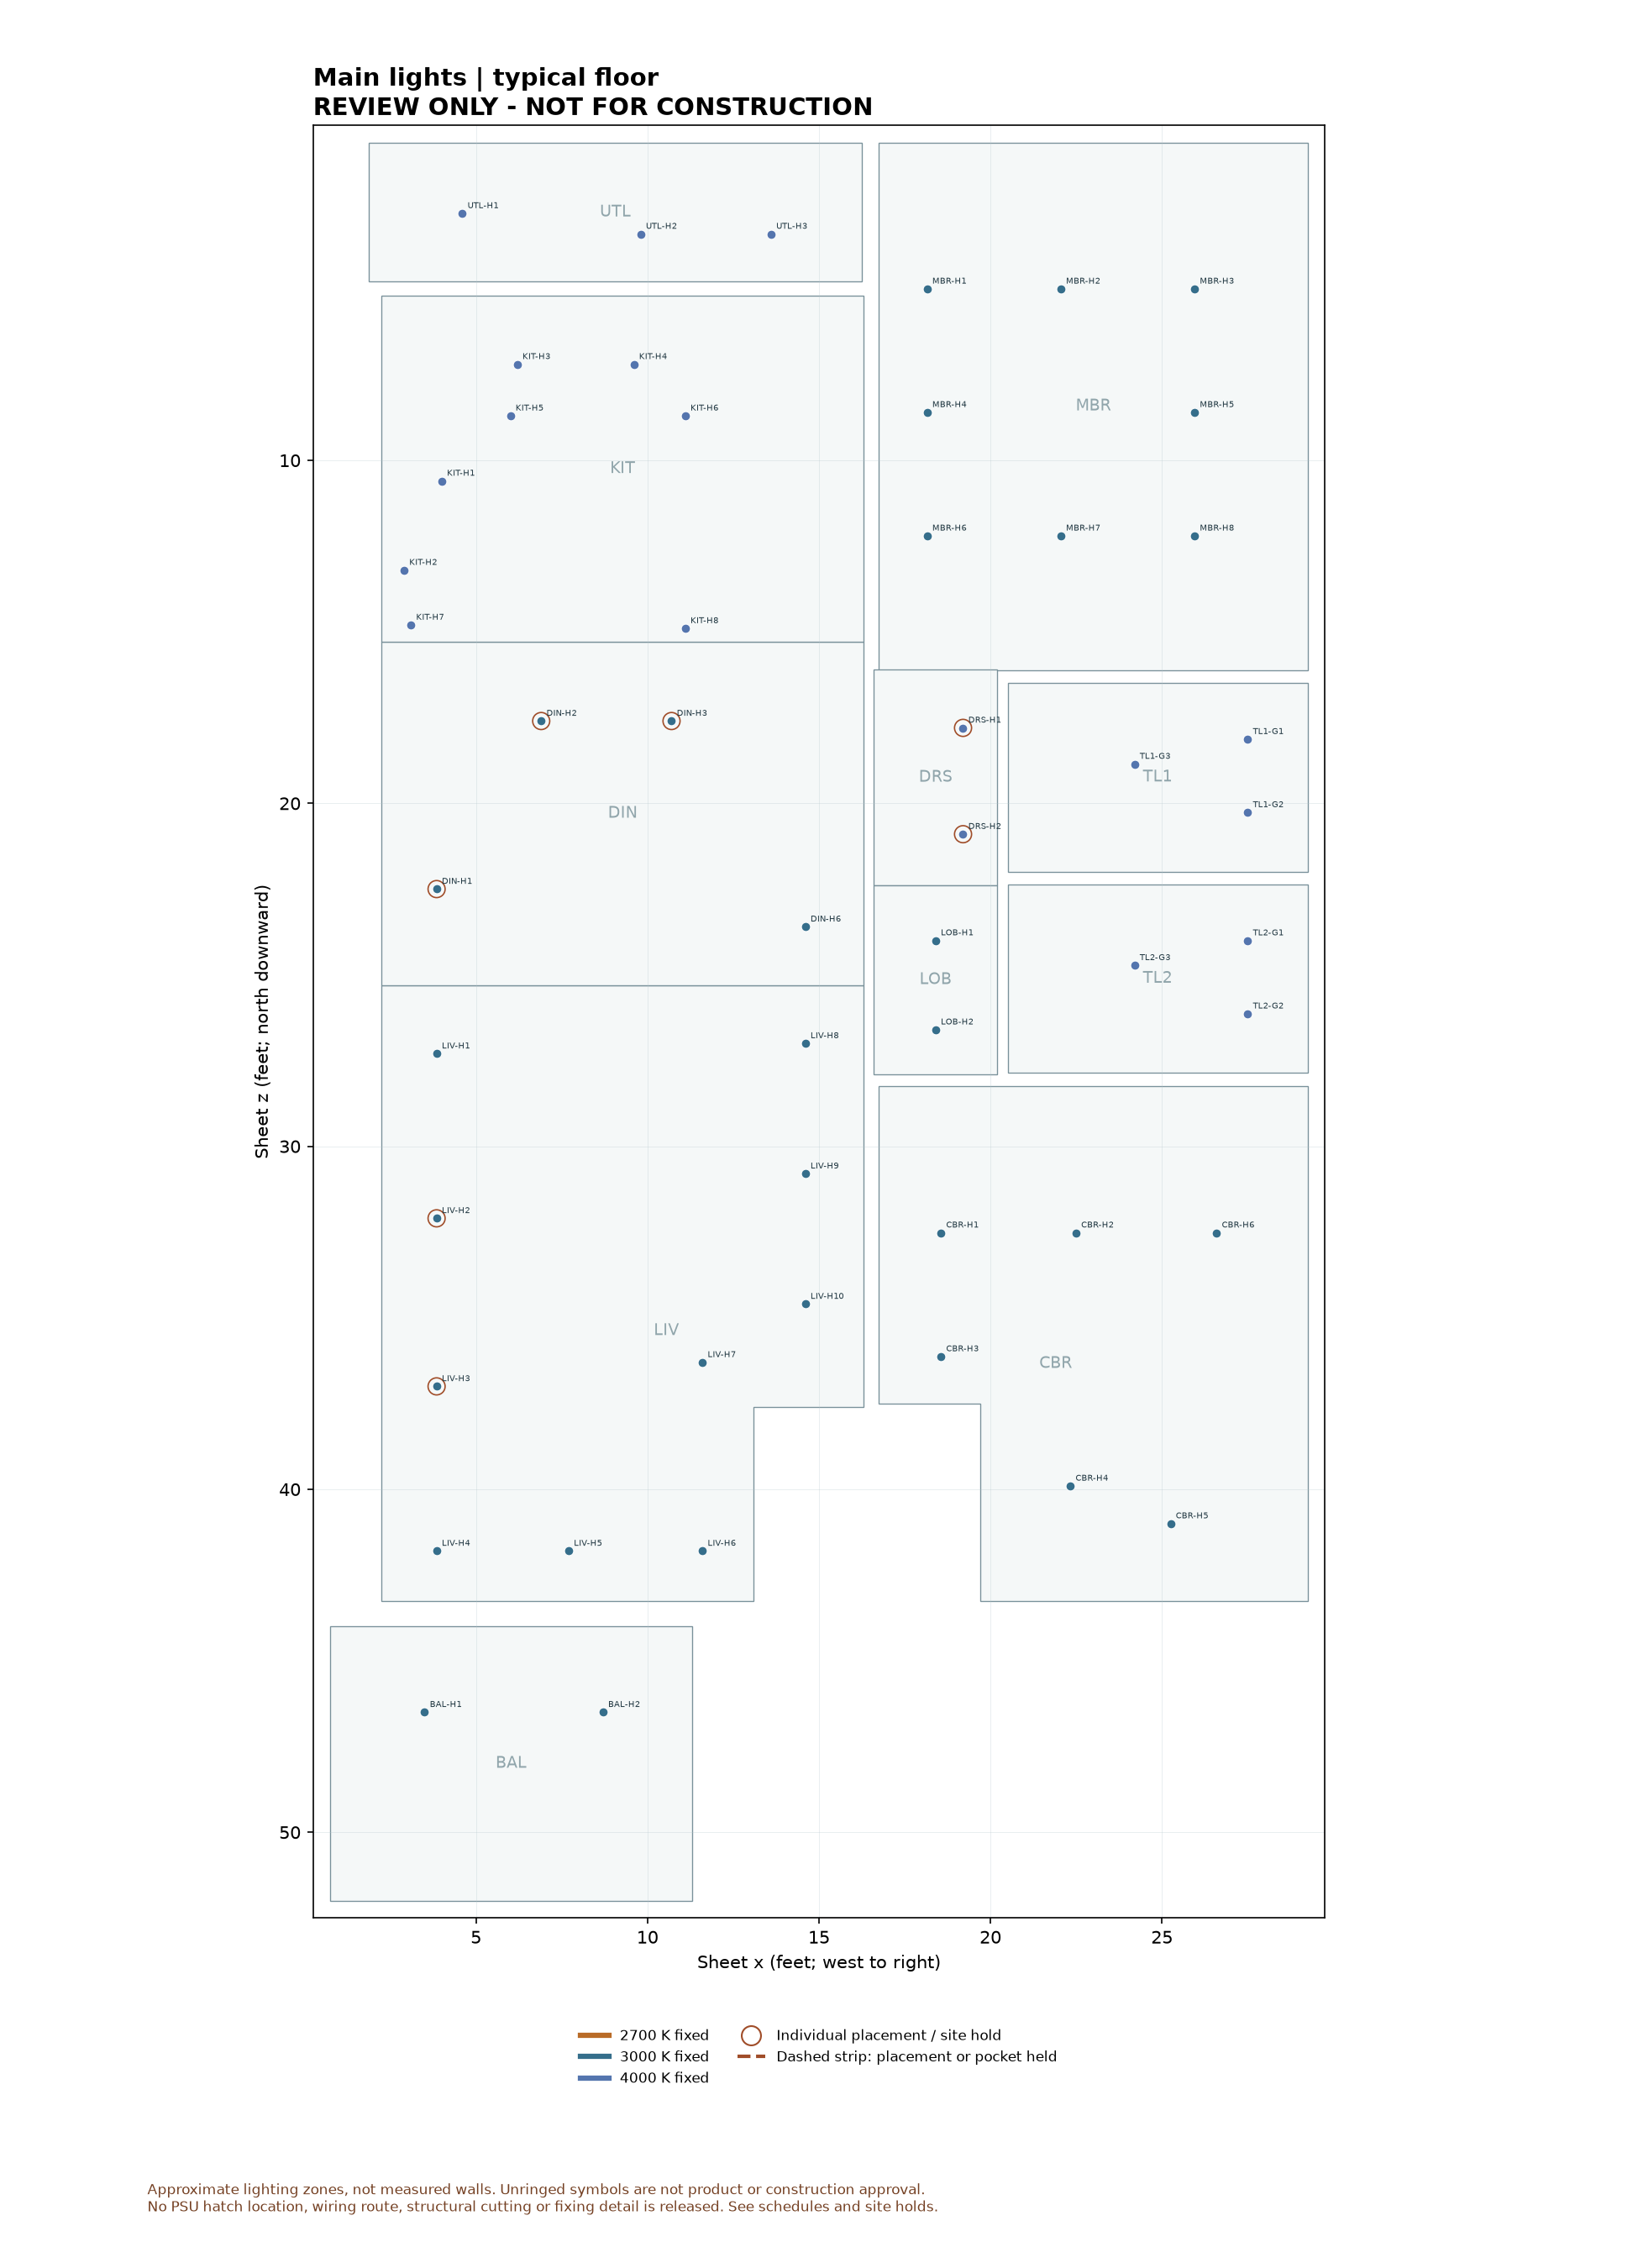 Main lights | typical floor
REVIEW ONLY - NOT FOR CONSTRUCTION
UTL-H1
UTL
UTL-H2
UTL-H3
MBR-H1
MBR-H2
MBR-H3
KIT-H3
KIT-H4
KIT-H5
KIT-H6
MBR-H4
MBR
MBR-H5
10
KIT
KIT-H1
MBR-H6
MBR-H7
MBR-H8
KIT-H2
KIT-H7
KIT-H8
DIN-H2
DIN-H3
DRS-H1
TL1-G1
TL1-G3
DRS
TL1
20
TL1-G2
DIN
DRS-H2
DIN-H1
DIN-H6
LOB-H1
TL2-G1
TL2-G3
LOB
TL2
TL2-G2
LOB-H2
LIV-H1
LIV-H8
Sheet z (feet; north downward)
30
LIV-H9
LIV-H2
CBR-H1
CBR-H2
CBR-H6
LIV-H10
LIV
CBR-H3
LIV-H7
CBR
LIV-H3
40
CBR-H4
CBR-H5
LIV-H4
LIV-H5
LIV-H6
BAL-H1
BAL-H2
BAL
50
5
10
15
20
25
Sheet x (feet; west to right)
2700 K fixed
3000 K fixed
4000 K fixed
Individual placement / site hold
Dashed strip: placement or pocket held
Approximate lighting zones, not measured walls. Unringed symbols are not product or construction approval.
No PSU hatch location, wiring route, structural cutting or fixing detail is released. See schedules and site holds.